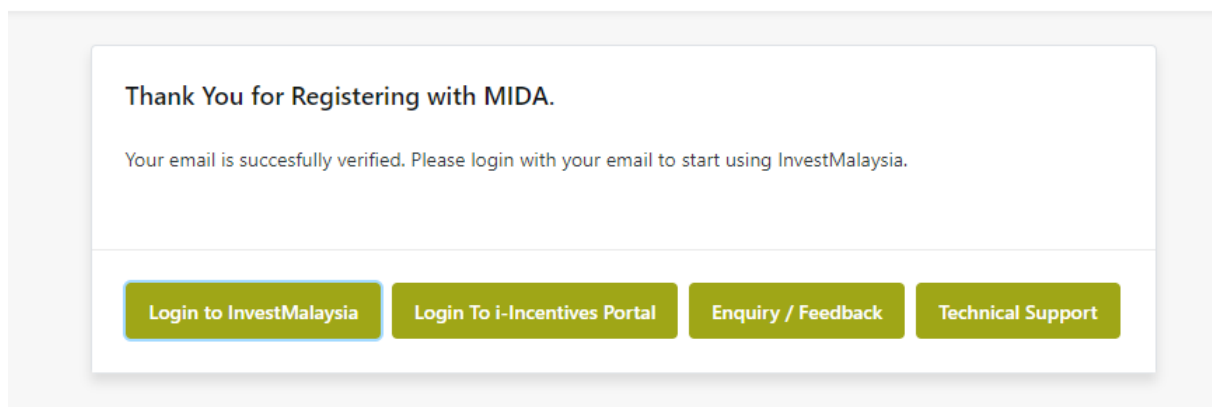 Thank You for Registering with MIDA.
Your email is succesfully verified. Please login with your email to start using InvestMalaysia.
Login to InvestMalaysia
Login To i-Incentives Portal
Enquiry / Feedback
Technical Support